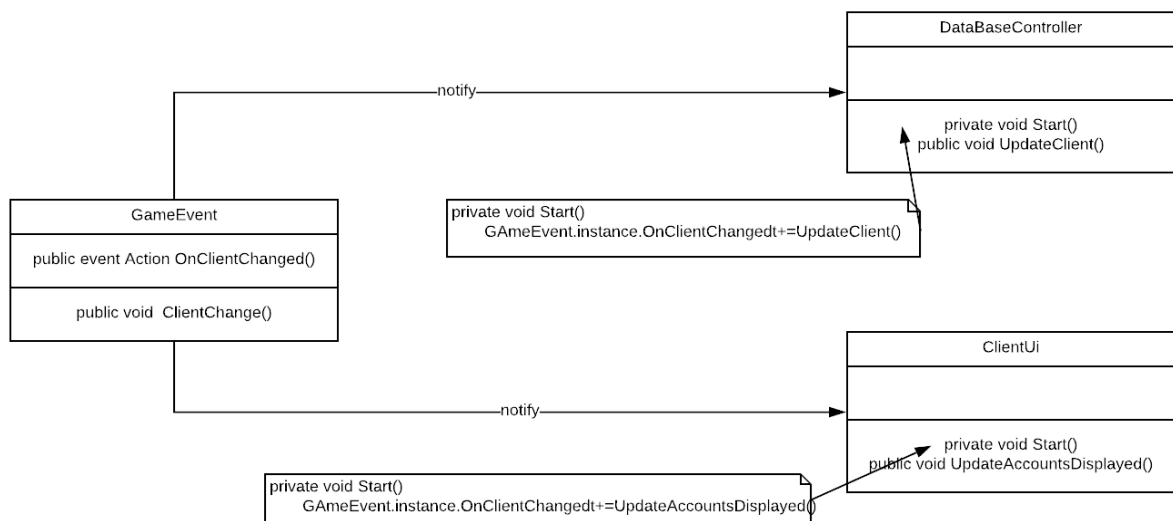 DataBaseController
notify
private void Start()
public void UpdateClient()
GameEvent
private void Start()
GAmeEvent.instance.OnClientChangedt+=UpdateClient()
public event Action OnClientChanged()
public void  ClientChange()
ClientUi
notify
private void Start()
public void UpdateAccountsDisplayed()
private void Start()
GAmeEvent.instance.OnClientChangedt+=UpdateAccountsDisplayed()